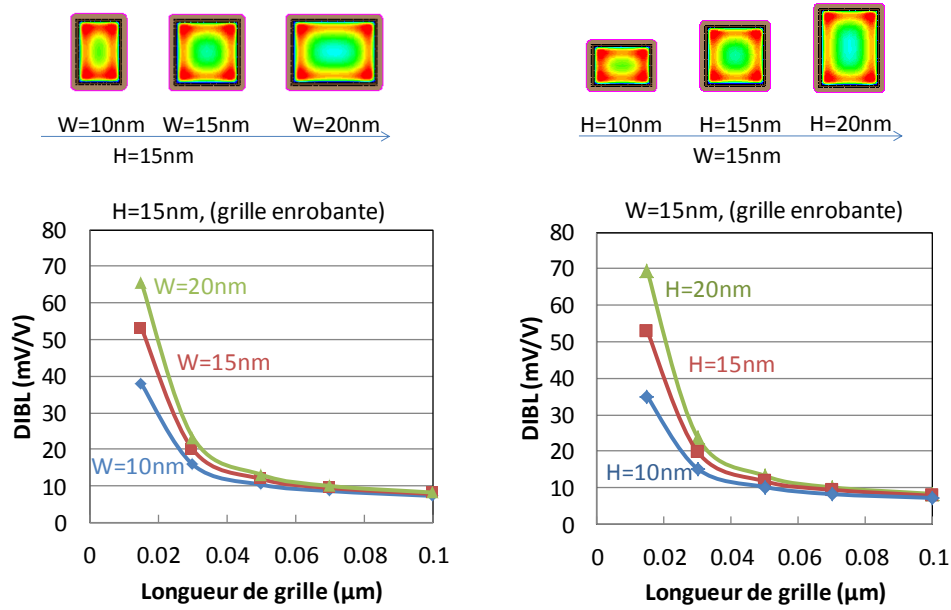 W=10nm W=15nm W=20nm
H=15nm
H=15nm, (grille enrobante)
DIBL (mV/V)
80
70
60
50
40
30
20
10
0
W=20nm
W=15nm
W=10nm
0 0.02 0.04 0.06 0.08 0.1
Longueur de grille (µm)
H=10nm H=15nm H=20nm
W=15nm
W=15nm, (grille enrobante)
DIBL (mV/V)
80
70
60
50
40
30
20
10
0
H=20nm
H=15nm
H=10nm
0 0.02 0.04 0.06 0.08 0.1
Longueur de grille (µm)